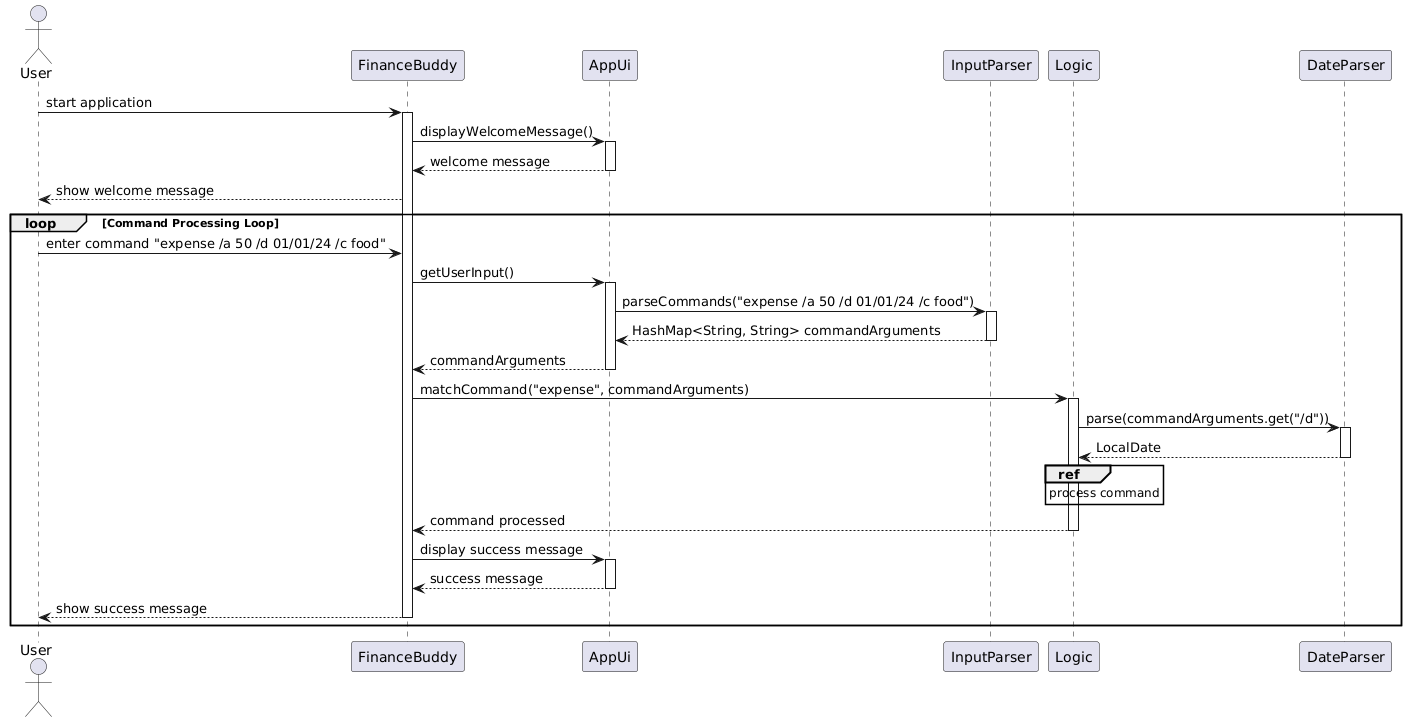 User
FinanceBuddy
AppUi
InputParser
Logic
DateParser
start application
displayWelcomeMessage()
welcome message
show welcome message
loop [Command Processing Loop]
enter command "expense /a 50 /d 01/01/24 /c food"
getUserInput()
parseCommands("expense /a 50 /d 01/01/24 /c food")
HashMap<String, String> commandArguments
commandArguments
matchCommand("expense", commandArguments)
parse(commandArguments.get("/d"))
LocalDate
ref
process command
command processed
display success message
success message
show success message
User
FinanceBuddy
AppUi
InputParser
Logic
DateParser